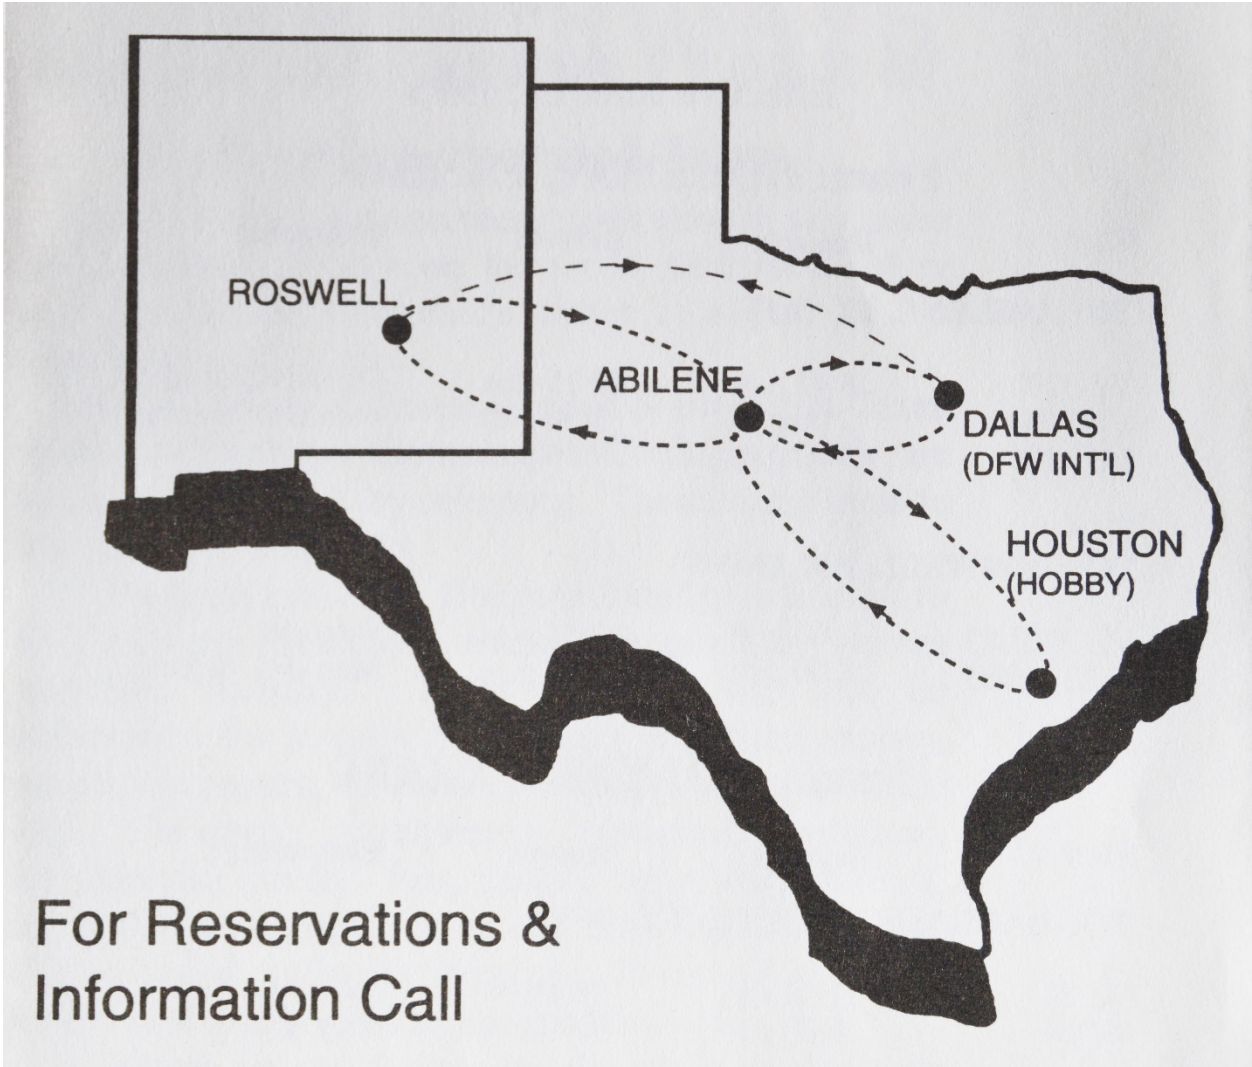 ROSWELL
ABILENE
DALLAS
(DFW INT'L)
HOUSTON
(HOBBY)
For Reservations &
Information Call